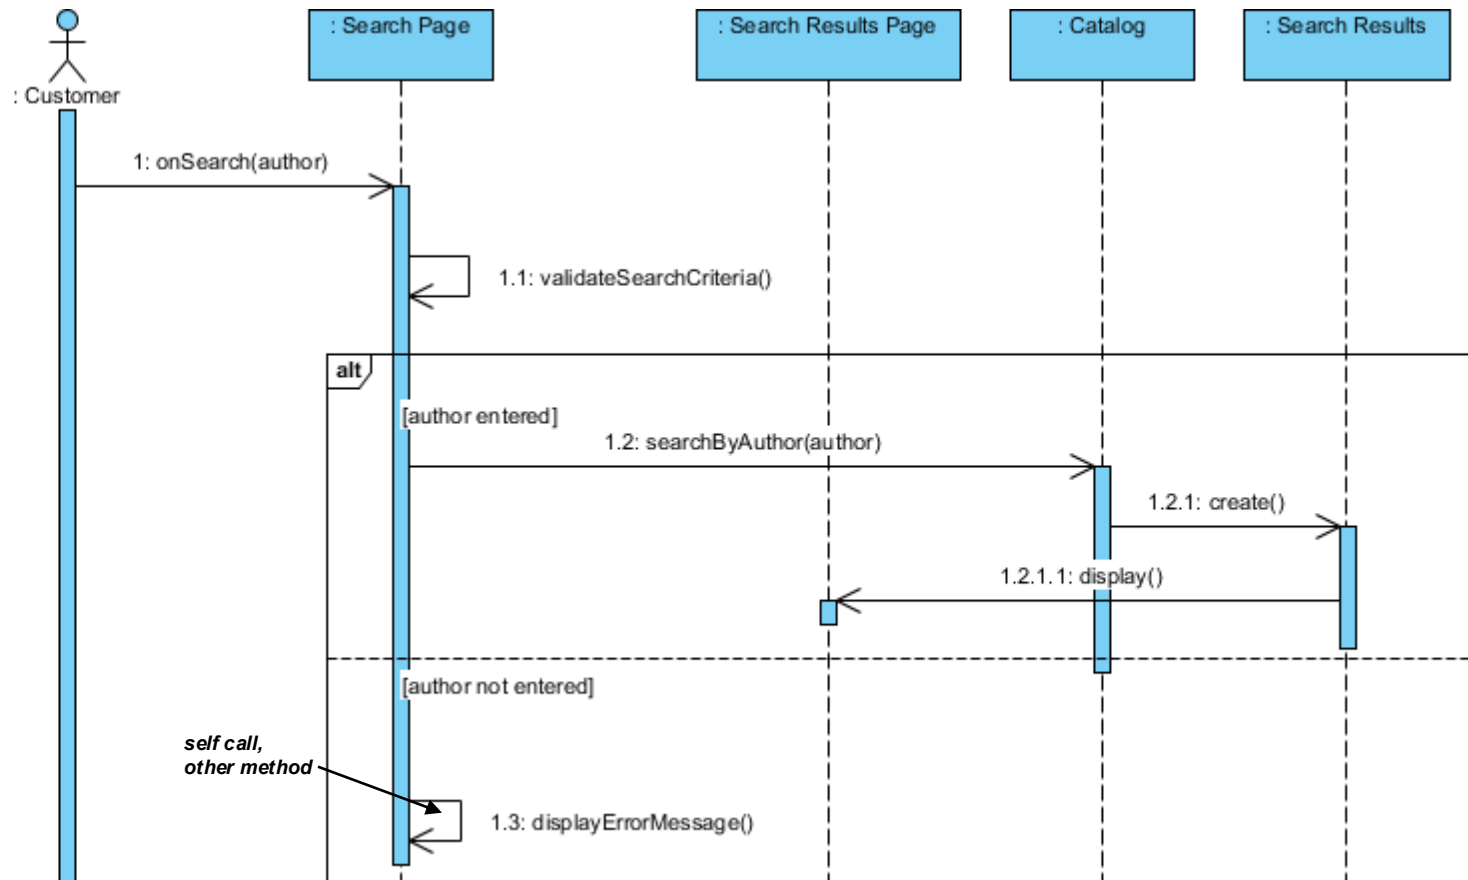 : Customer
: Search Page
: Search Results Page
: Catalog
: Search Results
1: onSearch(author)
1.1: validateSearchCriteria()
alt
[author entered]
1.2: searchByAuthor(author)
1.2.1: create()
1.2.1.1: display()
[author not entered]
self call,
other method
1.3: displayErrorMessage()